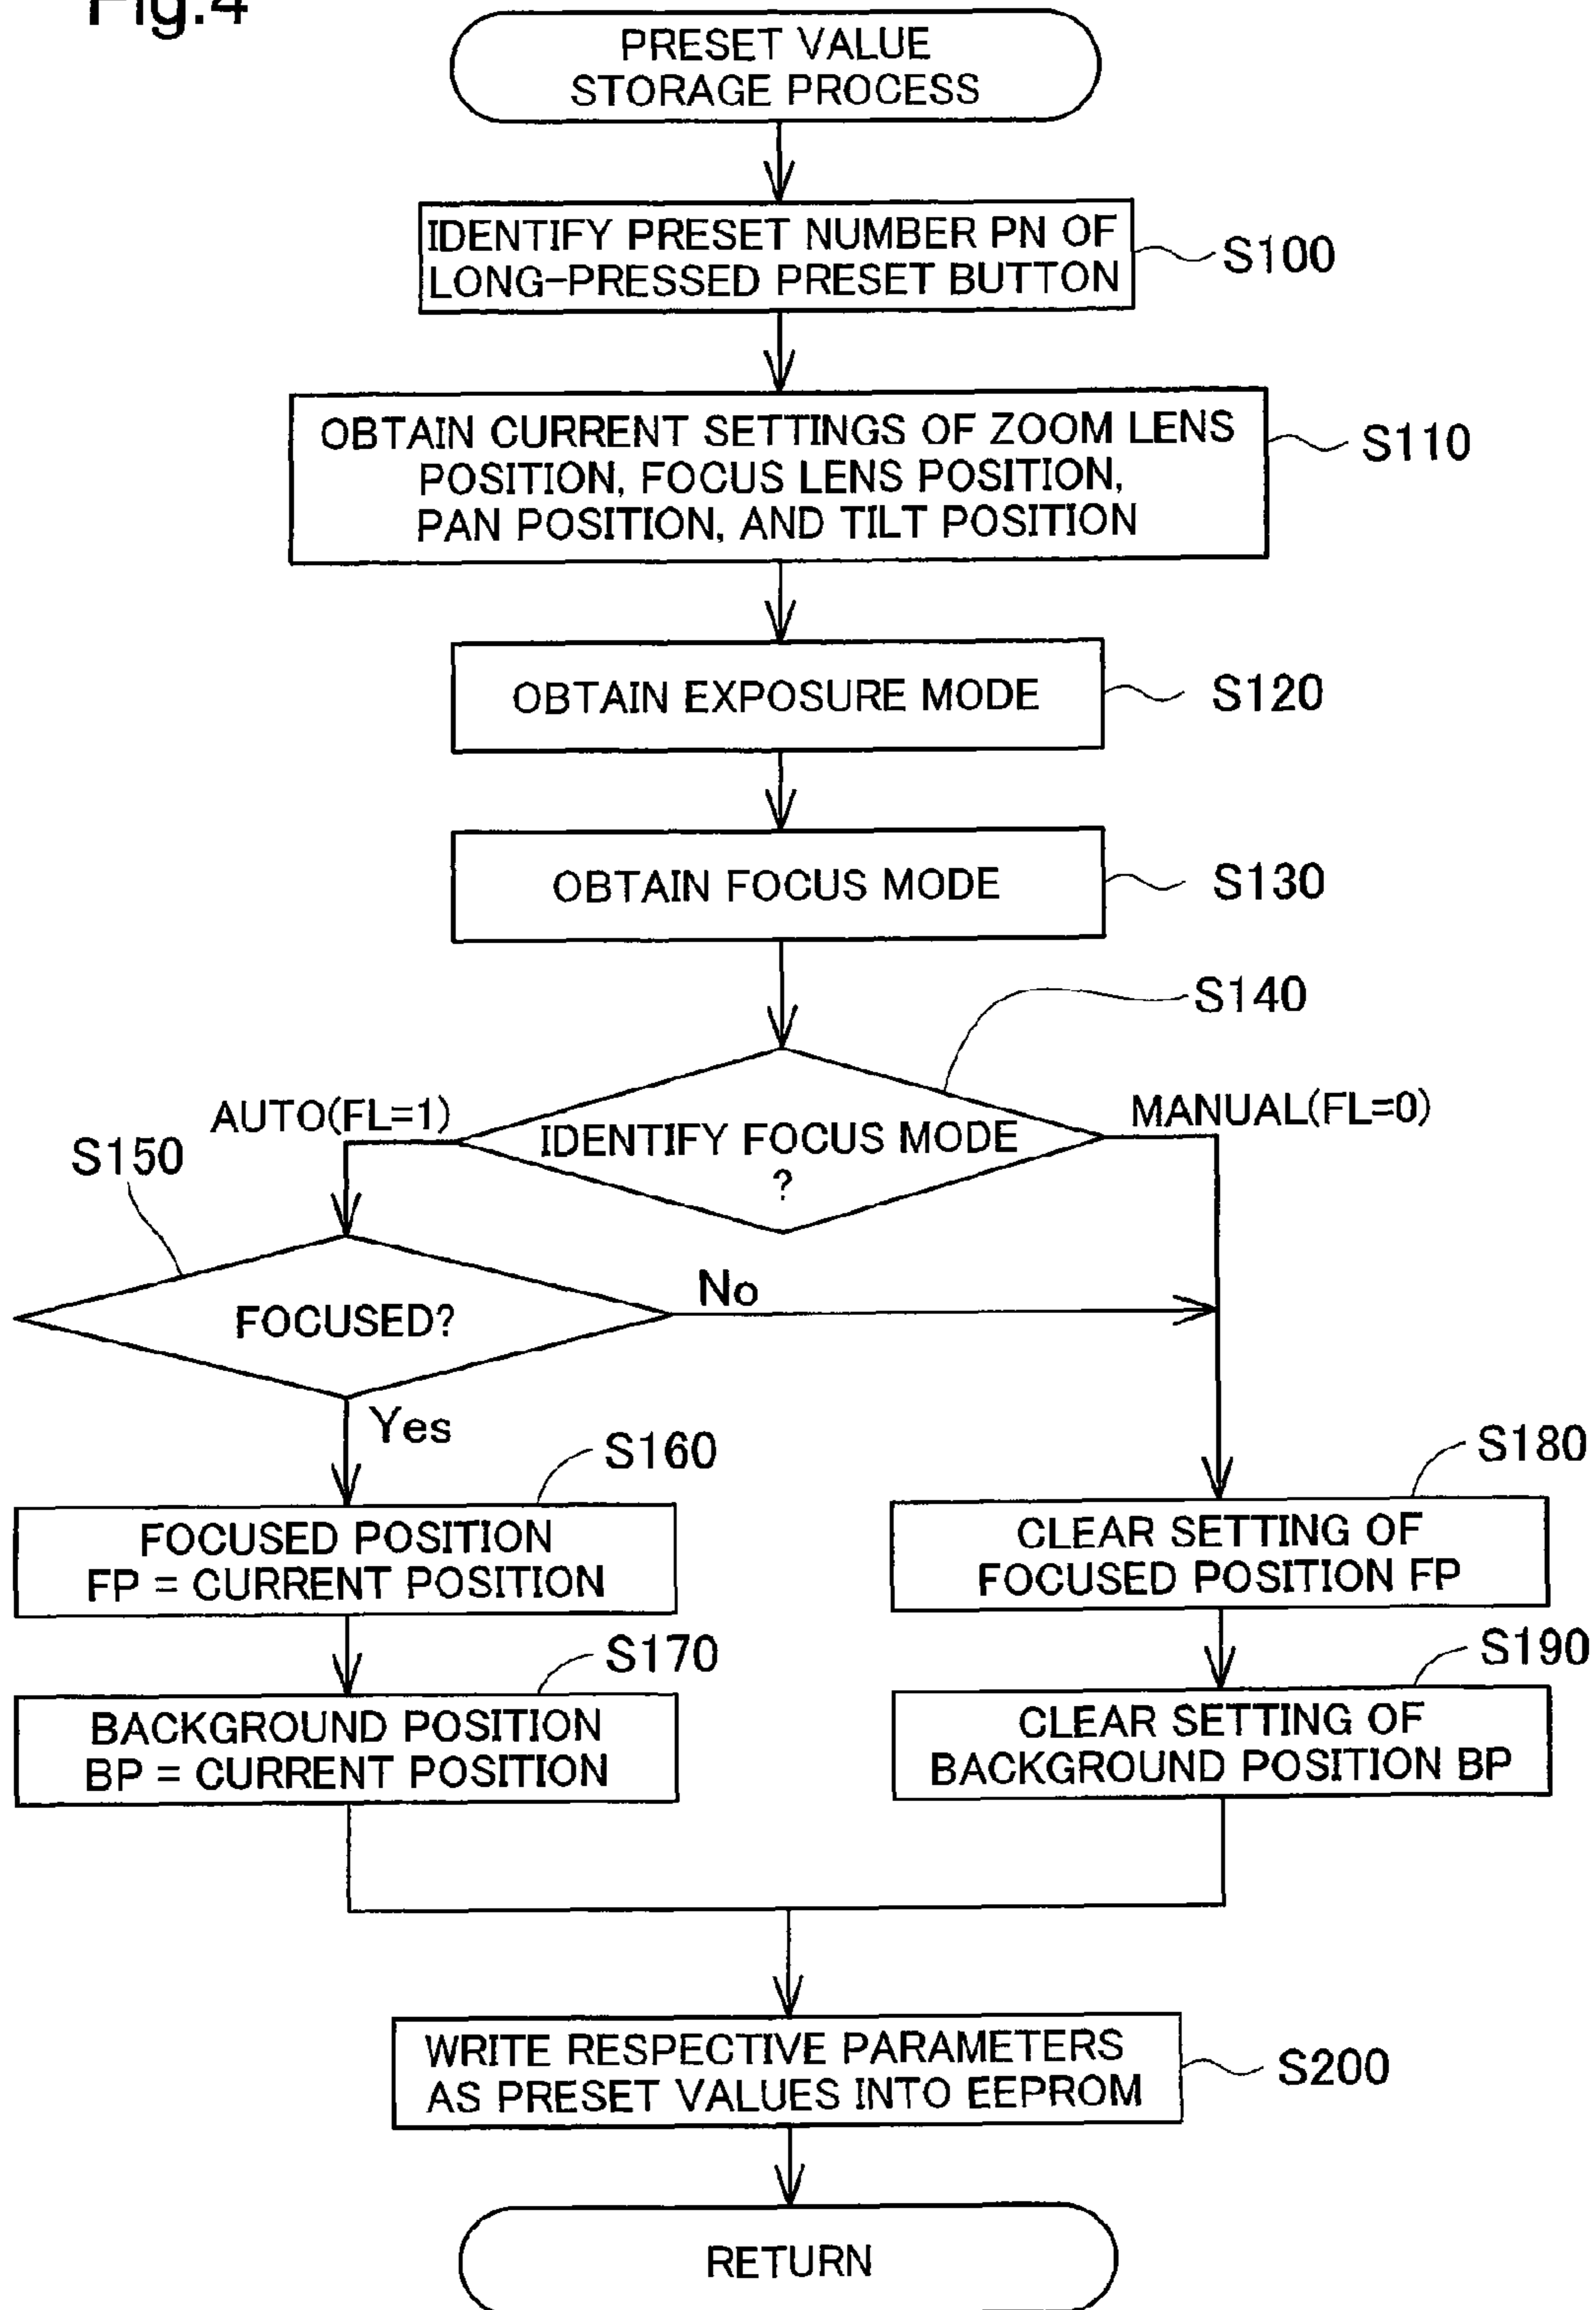 Fig.4
PRESET VALUE
STORAGE PROCESS
IDENTIFY PRESET NUMBER PN OF
LONG-PRESSED PRESET BUTTON
S100
OBTAIN CURRENT SETTINGS OF ZOOM LENS
POSITION, FOCUS LENS POSITION,
PAN POSITION, AND TILT POSITION
S110
OBTAIN EXPOSURE MODE
S120
OBTAIN FOCUS MODE
S130
S140
AUTO(FL=1)
MANUAL(FL=0)
IDENTIFY FOCUS MODE
?
S150
FOCUSED?
No
Yes
S160
FOCUSED POSITION
FP = CURRENT POSITION
S180
CLEAR SETTING OF
FOCUSED POSITION FP
S170
BACKGROUND POSITION
BP = CURRENT POSITION
S190
CLEAR SETTING OF
BACKGROUND POSITION BP
WRITE RESPECTIVE PARAMETERS
AS PRESET VALUES INTO EEPROM
S200
RETURN